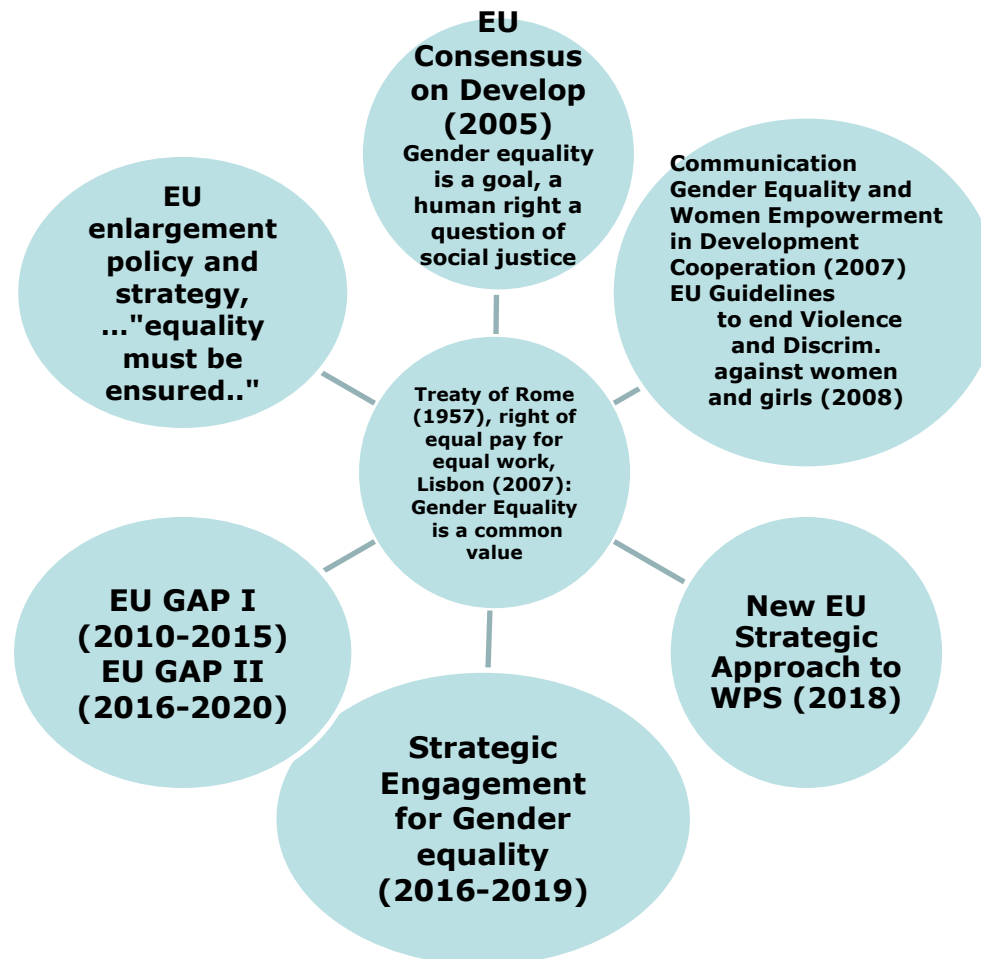 EU
Consensus
on Develop
(2005)
Gender equality
is a goal, a
human right a
question of
social justice
Communication
Gender Equality and
Women Empowerment
in Development
Cooperation (2007)
EU Guidelines
to end Violence
and Discrim.
against women
and girls (2008)
New EU
Strategic
Approach to
WPS (2018)
Strategic
Engagement
for Gender
equality
(2016-2019)
EU GAP I
(2010-2015)
EU GAP II
(2016-2020)
EU
enlargement
policy and
strategy,
..."equality
must be
ensured.."
Treaty of Rome
(1957), right of
equal pay for
equal work,
Lisbon (2007):
Gender Equality
is a common
value